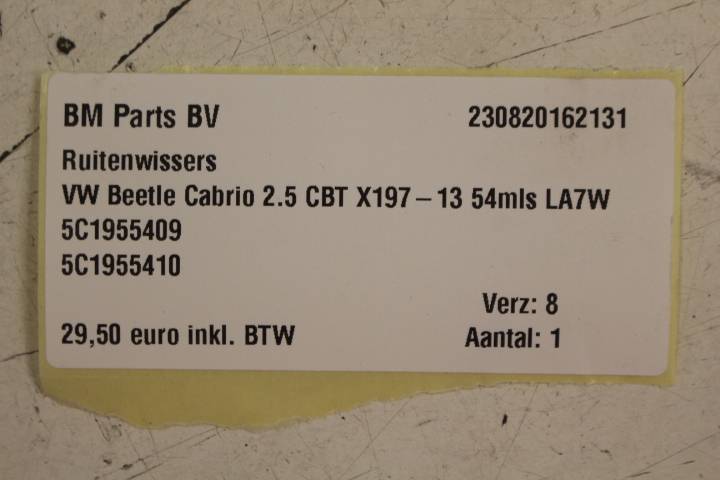 BM Parts BV 230820162131
Ruitenwissers
VW Beetle Cabrio 2.5 CBT X197 – 13 54mls LA7W
5C1955409
5C1955410
Verz: 8
29,50 euro inkl. BTW Aantal: 1